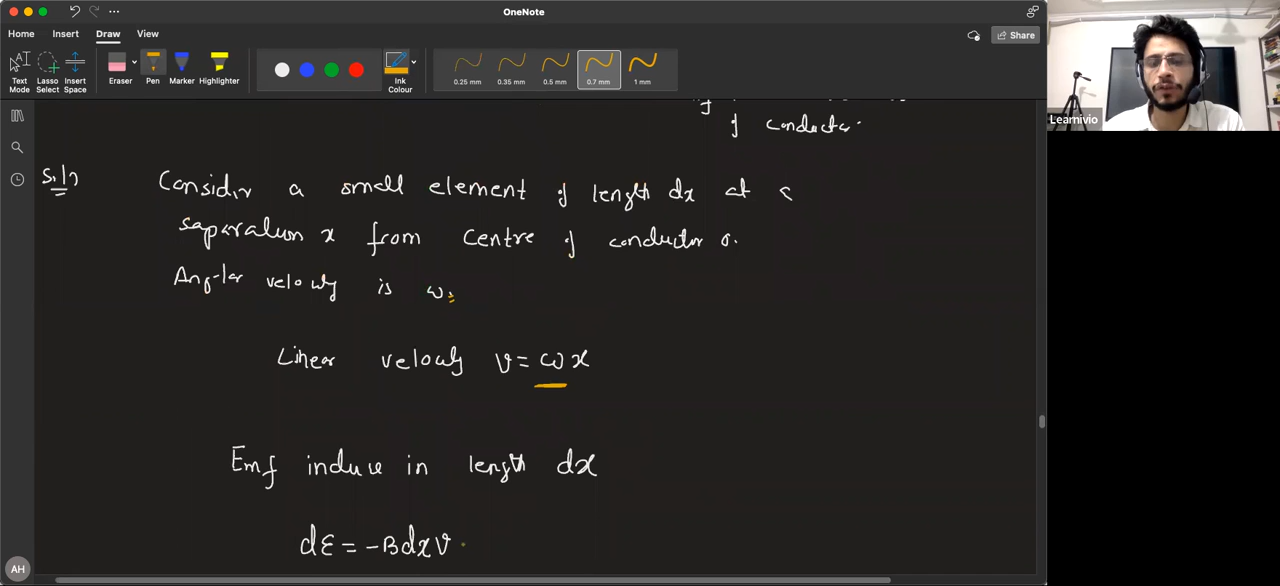 OneNote
Home Insert Draw View
Share
Text Mode
Lasso Select
Insert Space
Eraser
Pen
Marker
Highlighter
Ink Colour
0.25 mm
0.35 mm
0.5 mm
0.7 mm
1 mm
Learnivio
of conductor.
Soln
Consider a small element of length dx at a
saparation x from centre of conductor o.
Angular velocity is ω.
Linear velocity v = ωx
Emf induce in length dx
dε = -Bdxv
AH